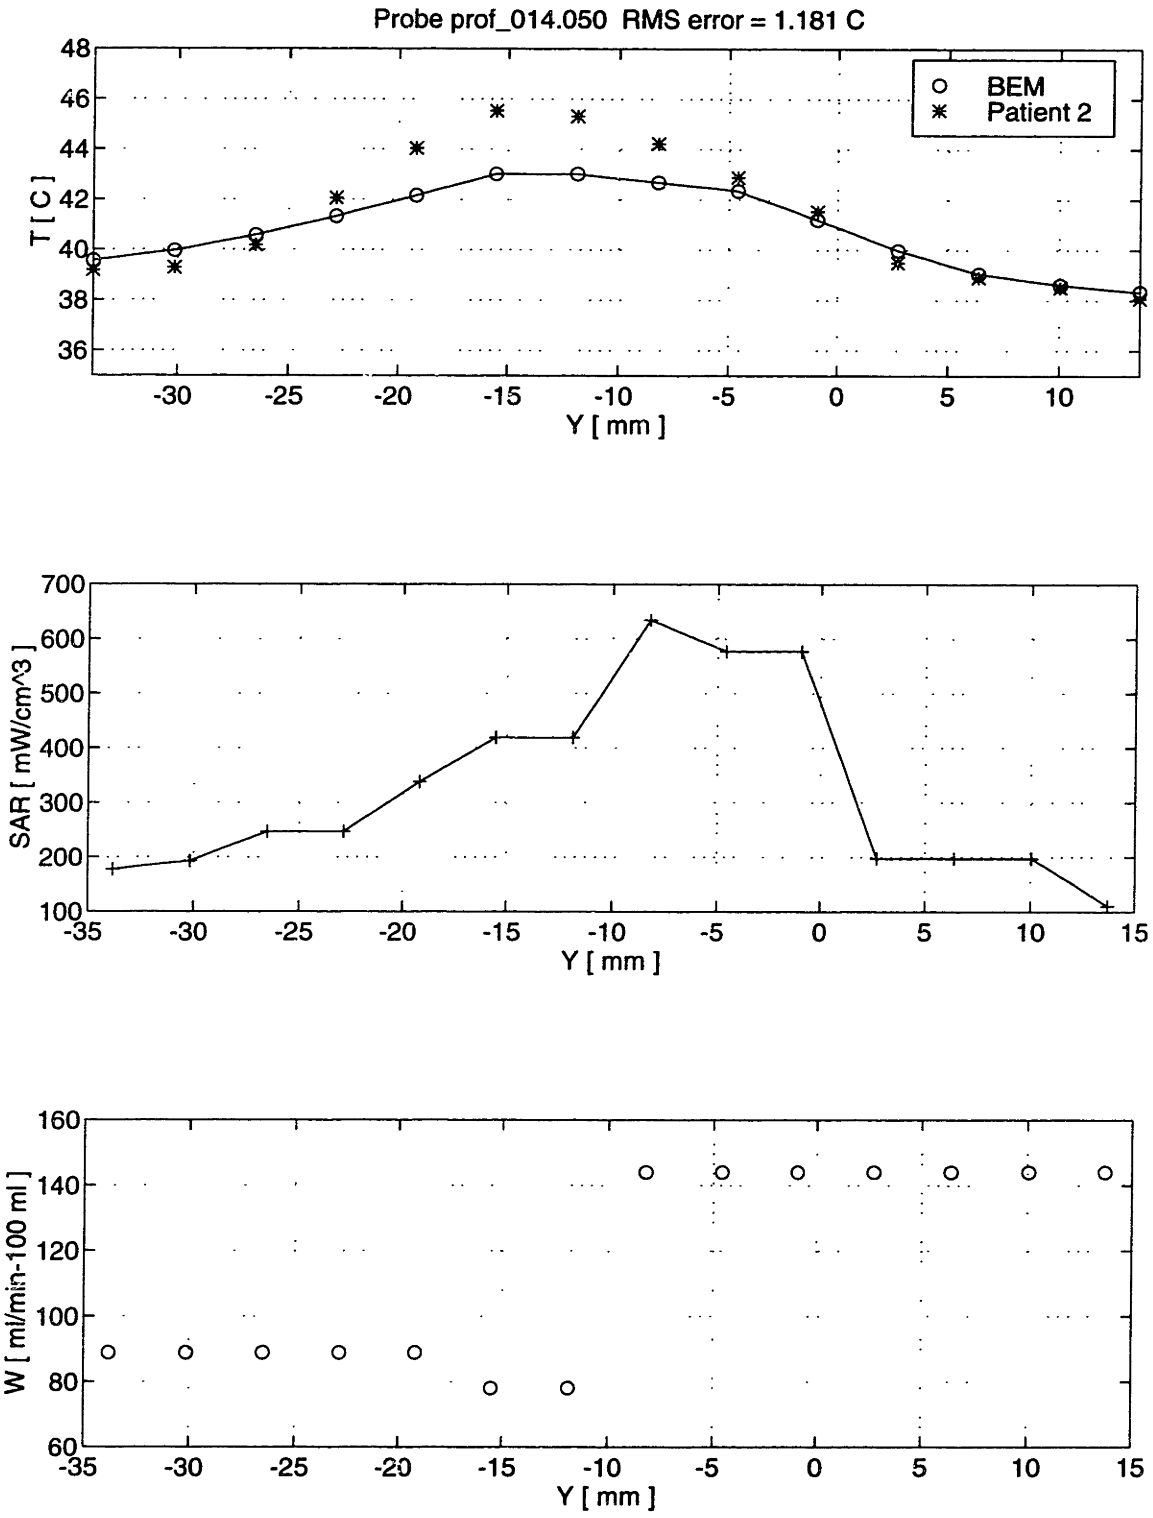 Probe prof_014.050 RMS error = 1.181 C
48
46
44
42
40
38
36
T [ C ]
BEM
Patient 2
-30 -25 -20 -15 -10 -5 0 5 10
Y [ mm ]
700
600
500
400
300
200
100
SAR [ mW/cm^3 ]
-35 -30 -25 -20 -15 -10 -5 0 5 10 15
Y [ mm ]
160
140
120
100
80
60
W [ ml/min-100 ml ]
-35 -30 -25 -20 -15 -10 -5 0 5 10 15
Y [ mm ]